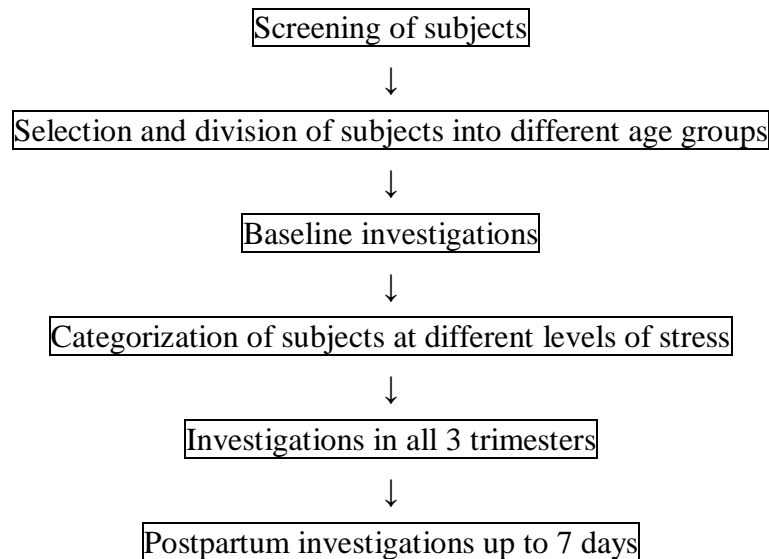 Screening of subjects
↓
Selection and division of subjects into different age groups
↓
Baseline investigations
↓
Categorization of subjects at different levels of stress
↓
Investigations in all 3 trimesters
↓
Postpartum investigations up to 7 days